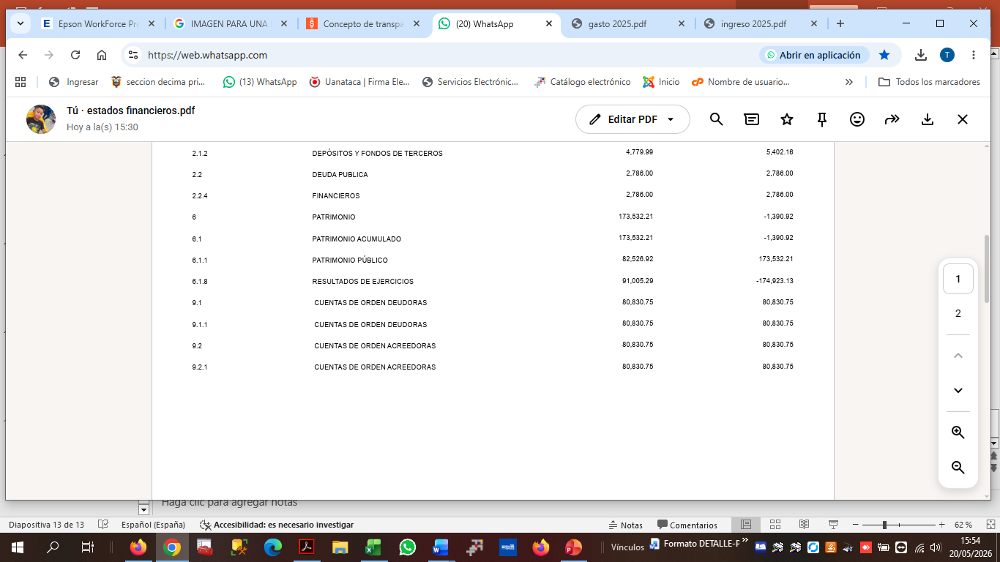 Epson WorkForce Pr
IMAGEN PARA UNA
Concepto de transpa
(20) WhatsApp
gasto 2025.pdf
ingreso 2025.pdf
https://web.whatsapp.com
Abrir en aplicación
T
Ingresar
seccion decima pri...
(13) WhatsApp
Uanataca | Firma Ele...
Servicios Electrónic...
Catálogo electrónico
Inicio
Nombre de usuario...
Todos los marcadores
Tú · estados financieros.pdf
Hoy a la(s) 15:30
Editar PDF
2.1.2 DEPÓSITOS Y FONDOS DE TERCEROS 4,779.99 5,402.16
2.2 DEUDA PUBLICA 2,786.00 2,786.00
2.2.4 FINANCIEROS 2,786.00 2,786.00
6 PATRIMONIO 173,532.21 -1,390.92
6.1 PATRIMONIO ACUMULADO 173,532.21 -1,390.92
6.1.1 PATRIMONIO PÚBLICO 82,526.92 173,532.21
6.1.8 RESULTADOS DE EJERCICIOS 91,005.29 -174,923.13
9.1 CUENTAS DE ORDEN DEUDORAS 80,830.75 80,830.75
9.1.1 CUENTAS DE ORDEN DEUDORAS 80,830.75 80,830.75
9.2 CUENTAS DE ORDEN ACREEDORAS 80,830.75 80,830.75
9.2.1 CUENTAS DE ORDEN ACREEDORAS 80,830.75 80,830.75
1
2
Haga clic para agregar notas
Diapositiva 13 de 13
Español (España)
Accesibilidad: es necesario investigar
Notas
Comentarios
62 %
Vínculos
Formato DETALLE-F
15:54
20/05/2026